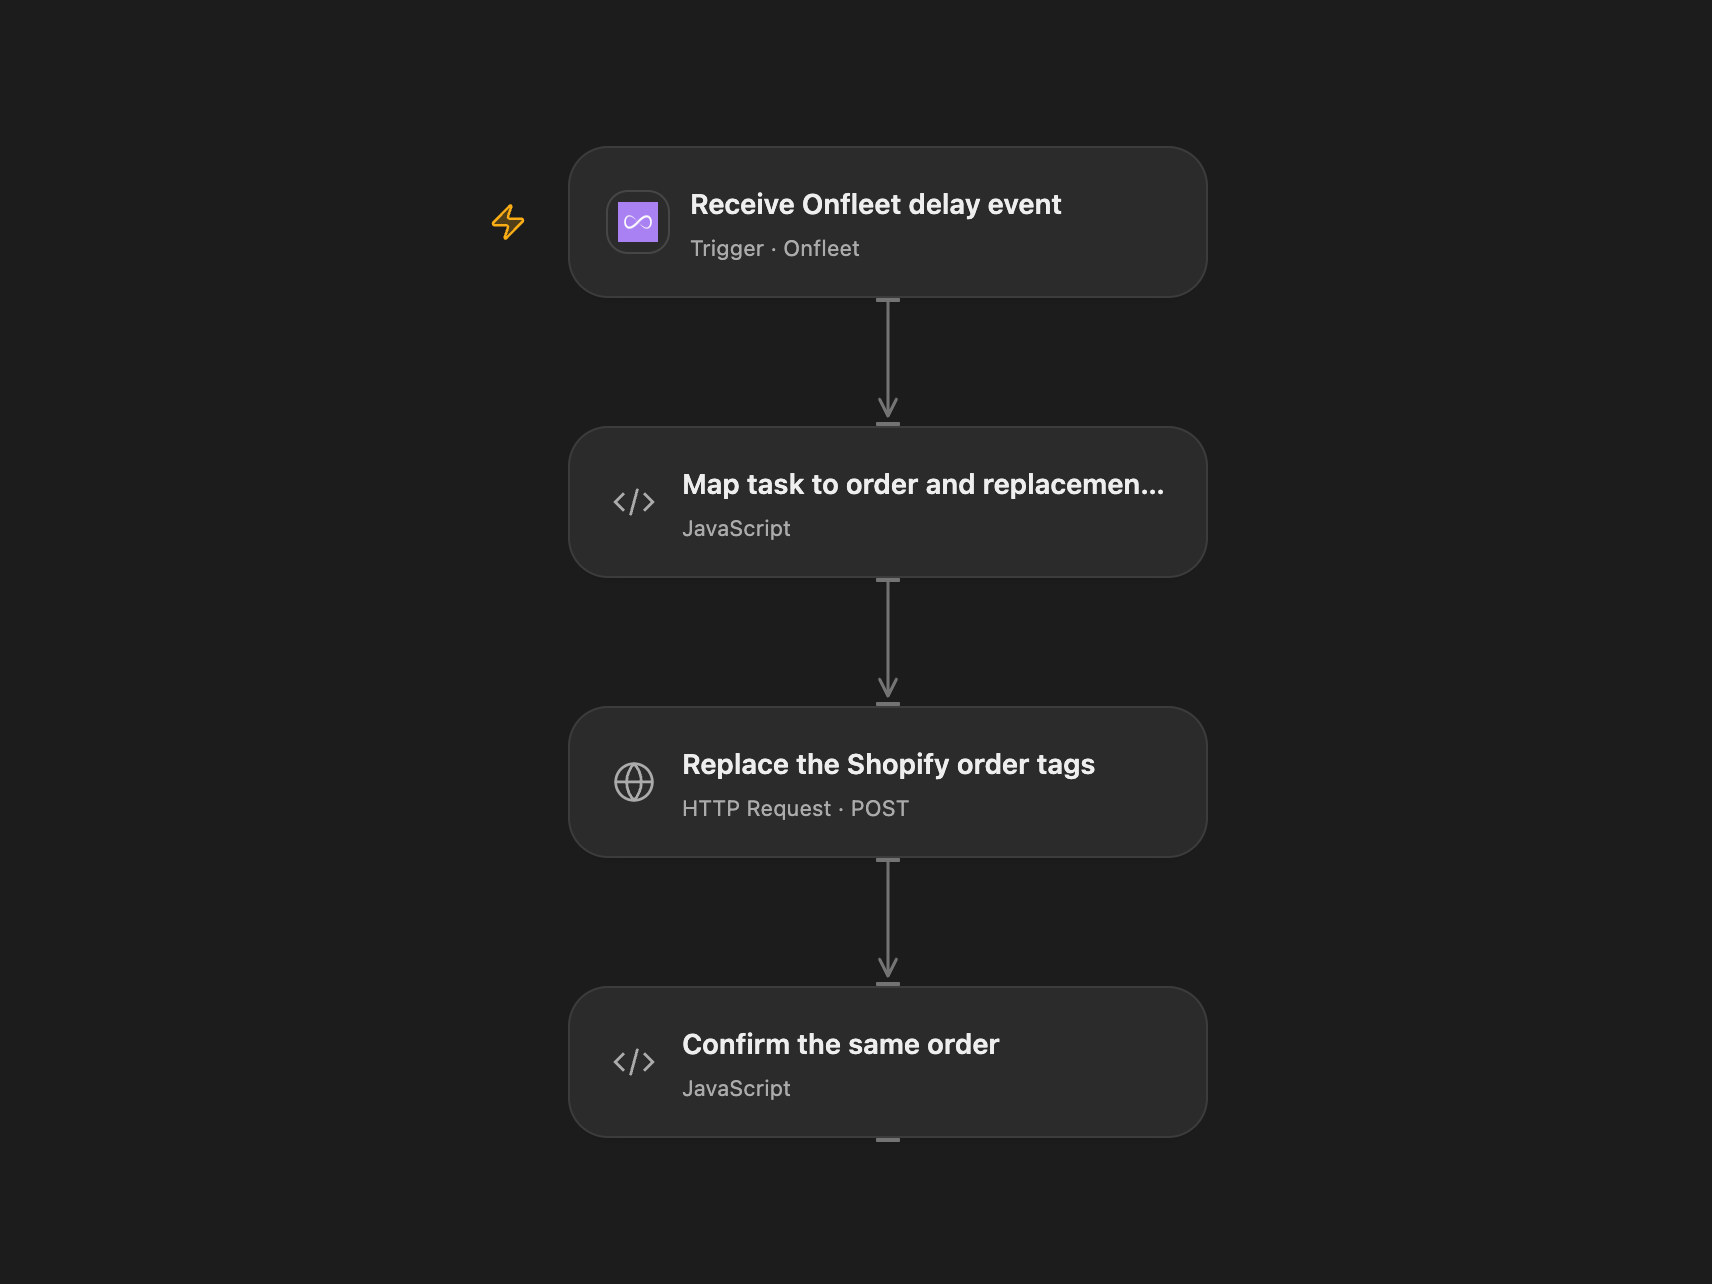 Receive Onfleet delay event
Trigger · Onfleet
Map task to order and replacemen...
JavaScript
Replace the Shopify order tags
HTTP Request · POST
Confirm the same order
JavaScript